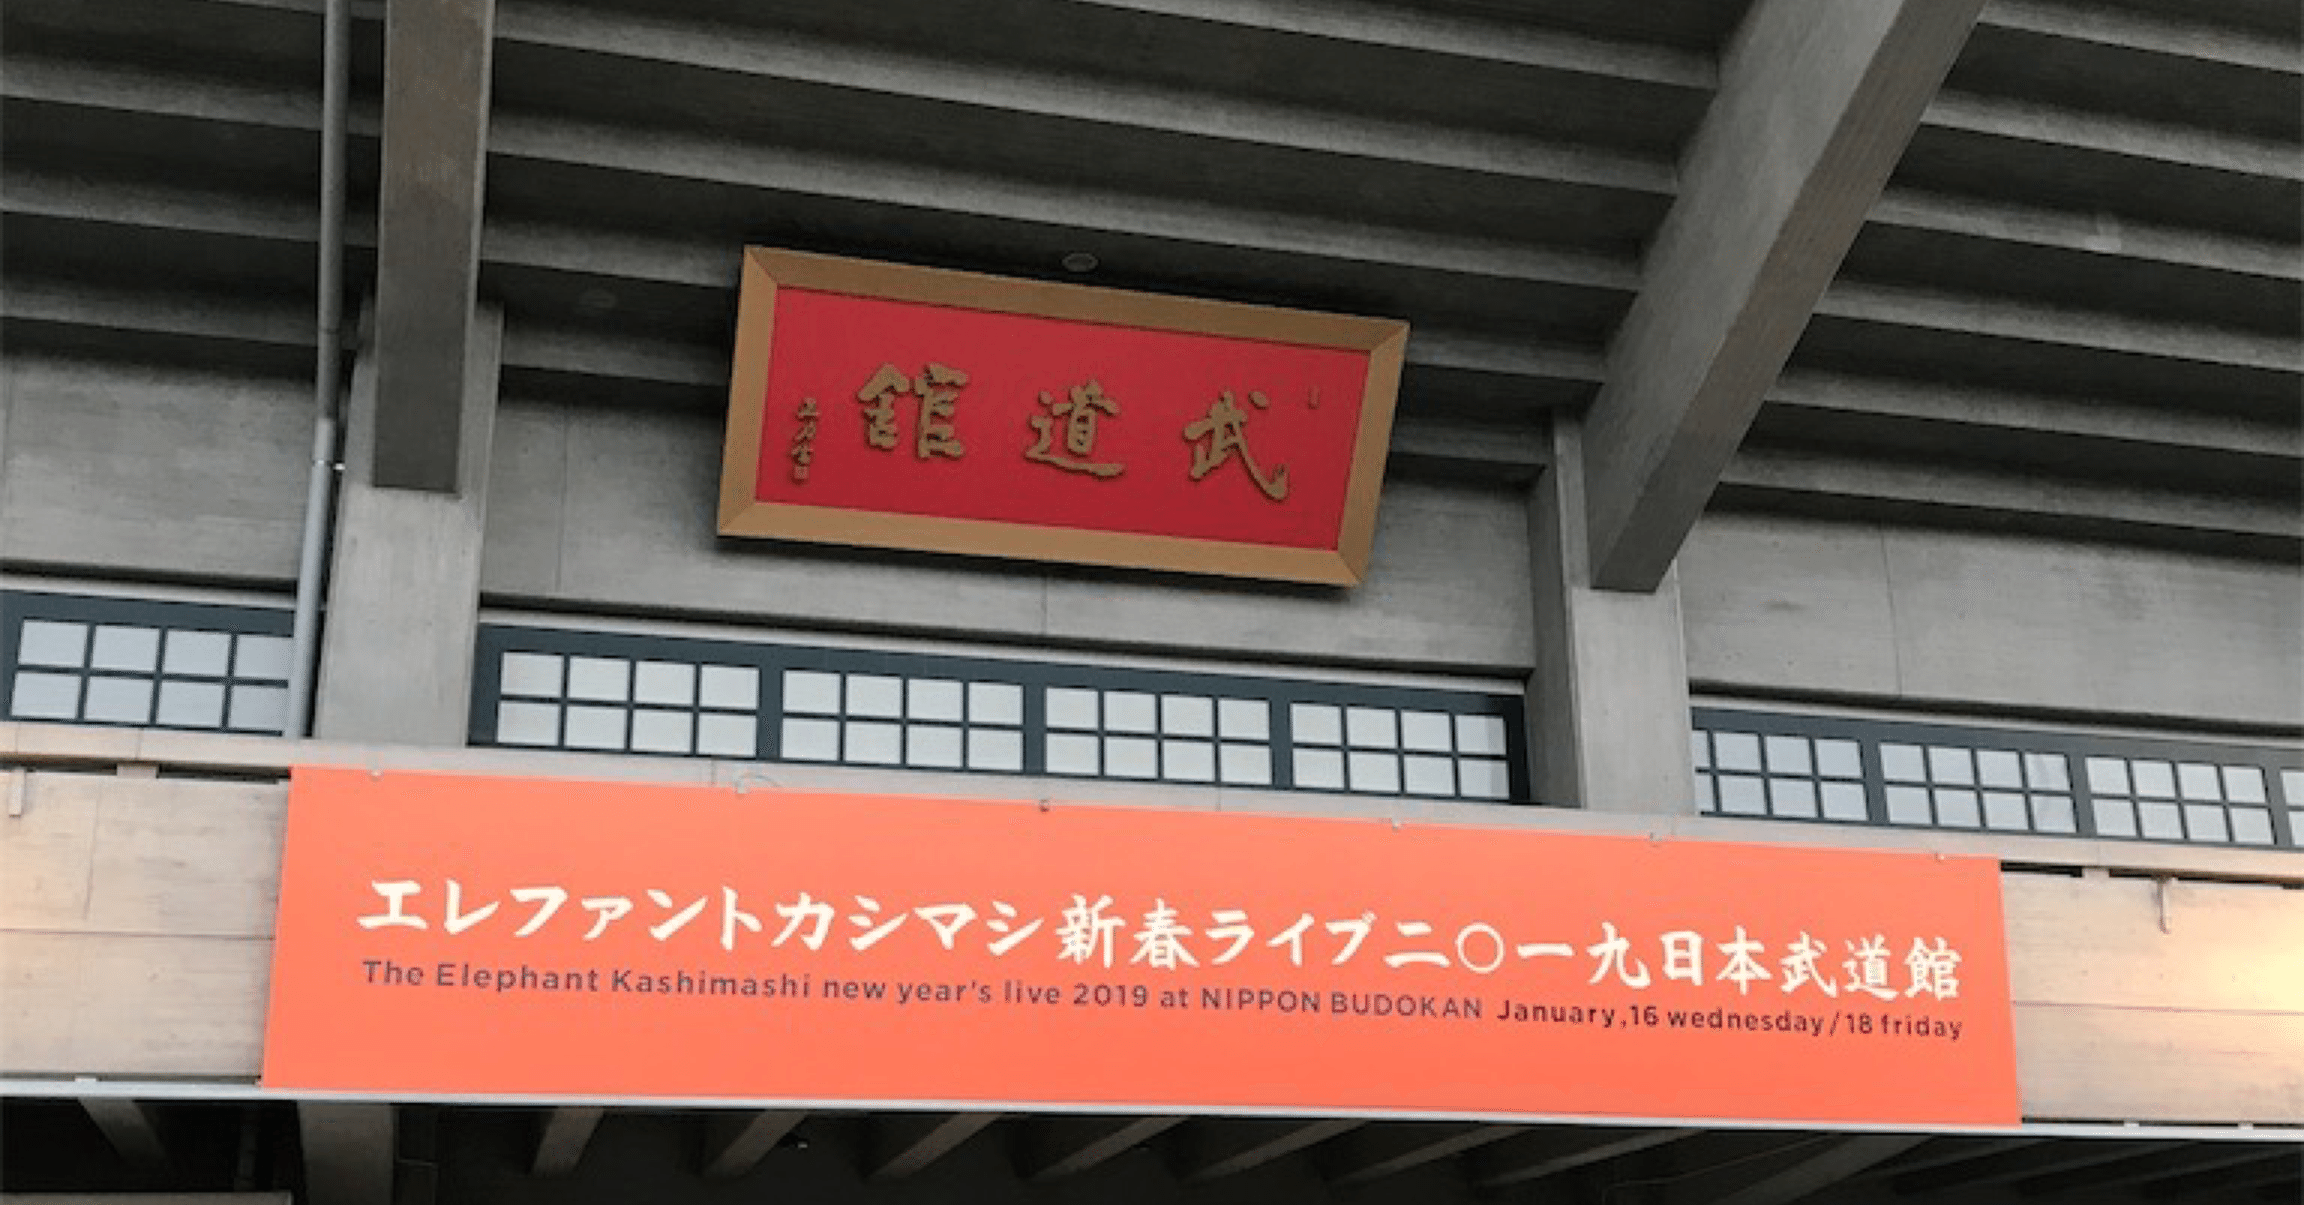 武道館
エレファントカシマシ新春ライブ二〇一九日本武道館
The Elephant Kashimashi new year's live 2019 at NIPPON BUDOKAN January,16 wednesday/18 friday